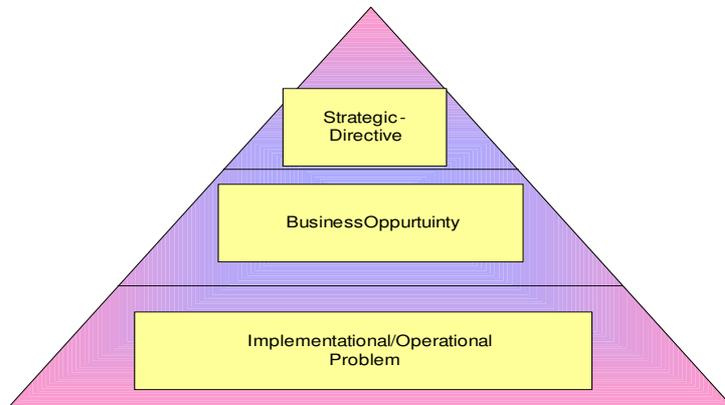 Strategic-
Directive
BusinessOppurtuinty
Implementational/Operational
Problem